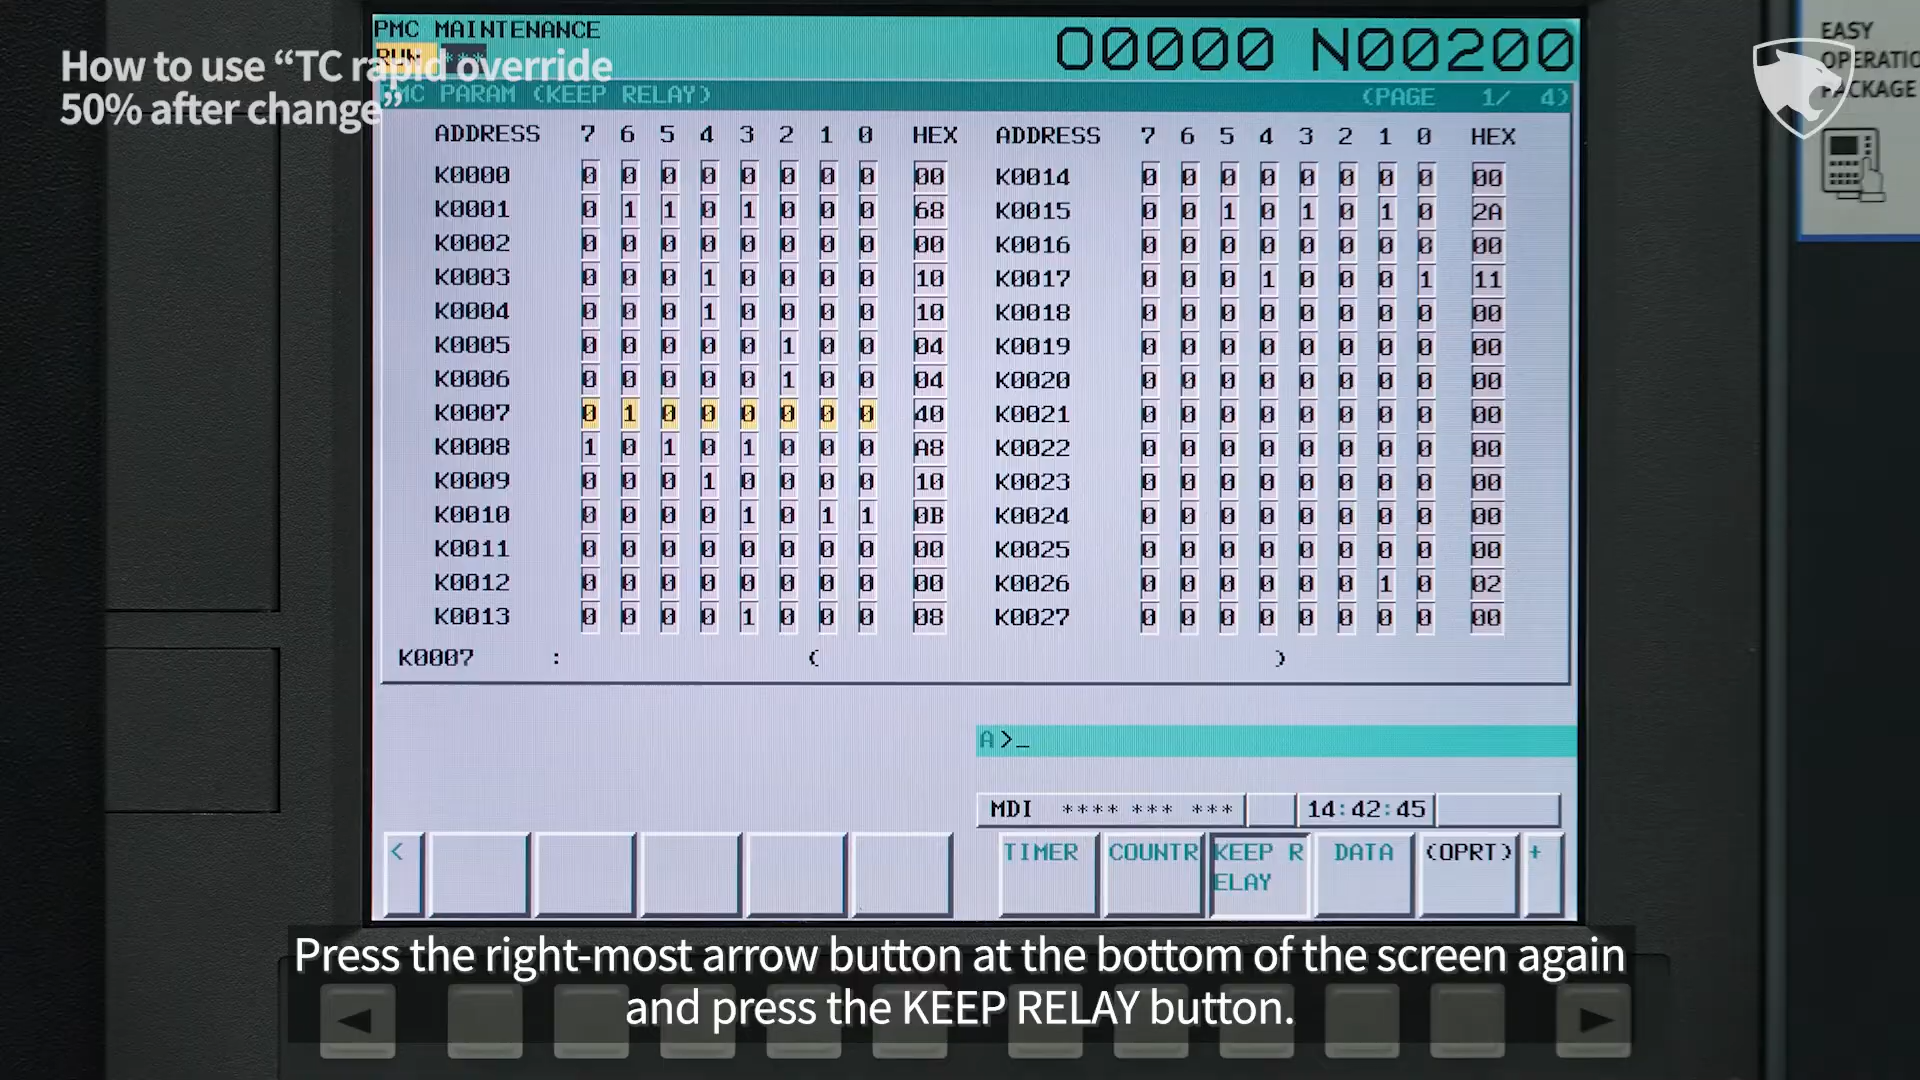 PMC MAINTENANCE
O0000 N00200
RUN ***
How to use “TC rapid override
50% after change”
PMC PARAM (KEEP RELAY)
(PAGE 1/ 4)
ADDRESS 7 6 5 4 3 2 1 0 HEX ADDRESS 7 6 5 4 3 2 1 0 HEX
K0000 0 0 0 0 0 0 0 0 00 K0014 0 0 0 0 0 0 0 0 00
K0001 0 1 1 0 1 0 0 0 68 K0015 0 0 1 0 1 0 1 0 2A
K0002 0 0 0 0 0 0 0 0 00 K0016 0 0 0 0 0 0 0 0 00
K0003 0 0 0 1 0 0 0 0 10 K0017 0 0 0 1 0 0 0 1 11
K0004 0 0 0 1 0 0 0 0 10 K0018 0 0 0 0 0 0 0 0 00
K0005 0 0 0 0 0 1 0 0 04 K0019 0 0 0 0 0 0 0 0 00
K0006 0 0 0 0 0 1 0 0 04 K0020 0 0 0 0 0 0 0 0 00
K0007 0 1 0 0 0 0 0 0 40 K0021 0 0 0 0 0 0 0 0 00
K0008 1 0 1 0 1 0 0 0 A8 K0022 0 0 0 0 0 0 0 0 00
K0009 0 0 0 1 0 0 0 0 10 K0023 0 0 0 0 0 0 0 0 00
K0010 0 0 0 0 1 0 1 1 0B K0024 0 0 0 0 0 0 0 0 00
K0011 0 0 0 0 0 0 0 0 00 K0025 0 0 0 0 0 0 0 0 00
K0012 0 0 0 0 0 0 0 0 00 K0026 0 0 0 0 0 0 1 0 02
K0013 0 0 0 0 1 0 0 0 08 K0027 0 0 0 0 0 0 0 0 00
K0007 : ( )
A>_
MDI **** *** *** 14:42:45
< TIMER COUNTR KEEP R (DATA) (OPRT) +
ELAY
Press the right-most arrow button at the bottom of the screen again
and press the KEEP RELAY button.
EASY
OPERATIO
PACKAGE